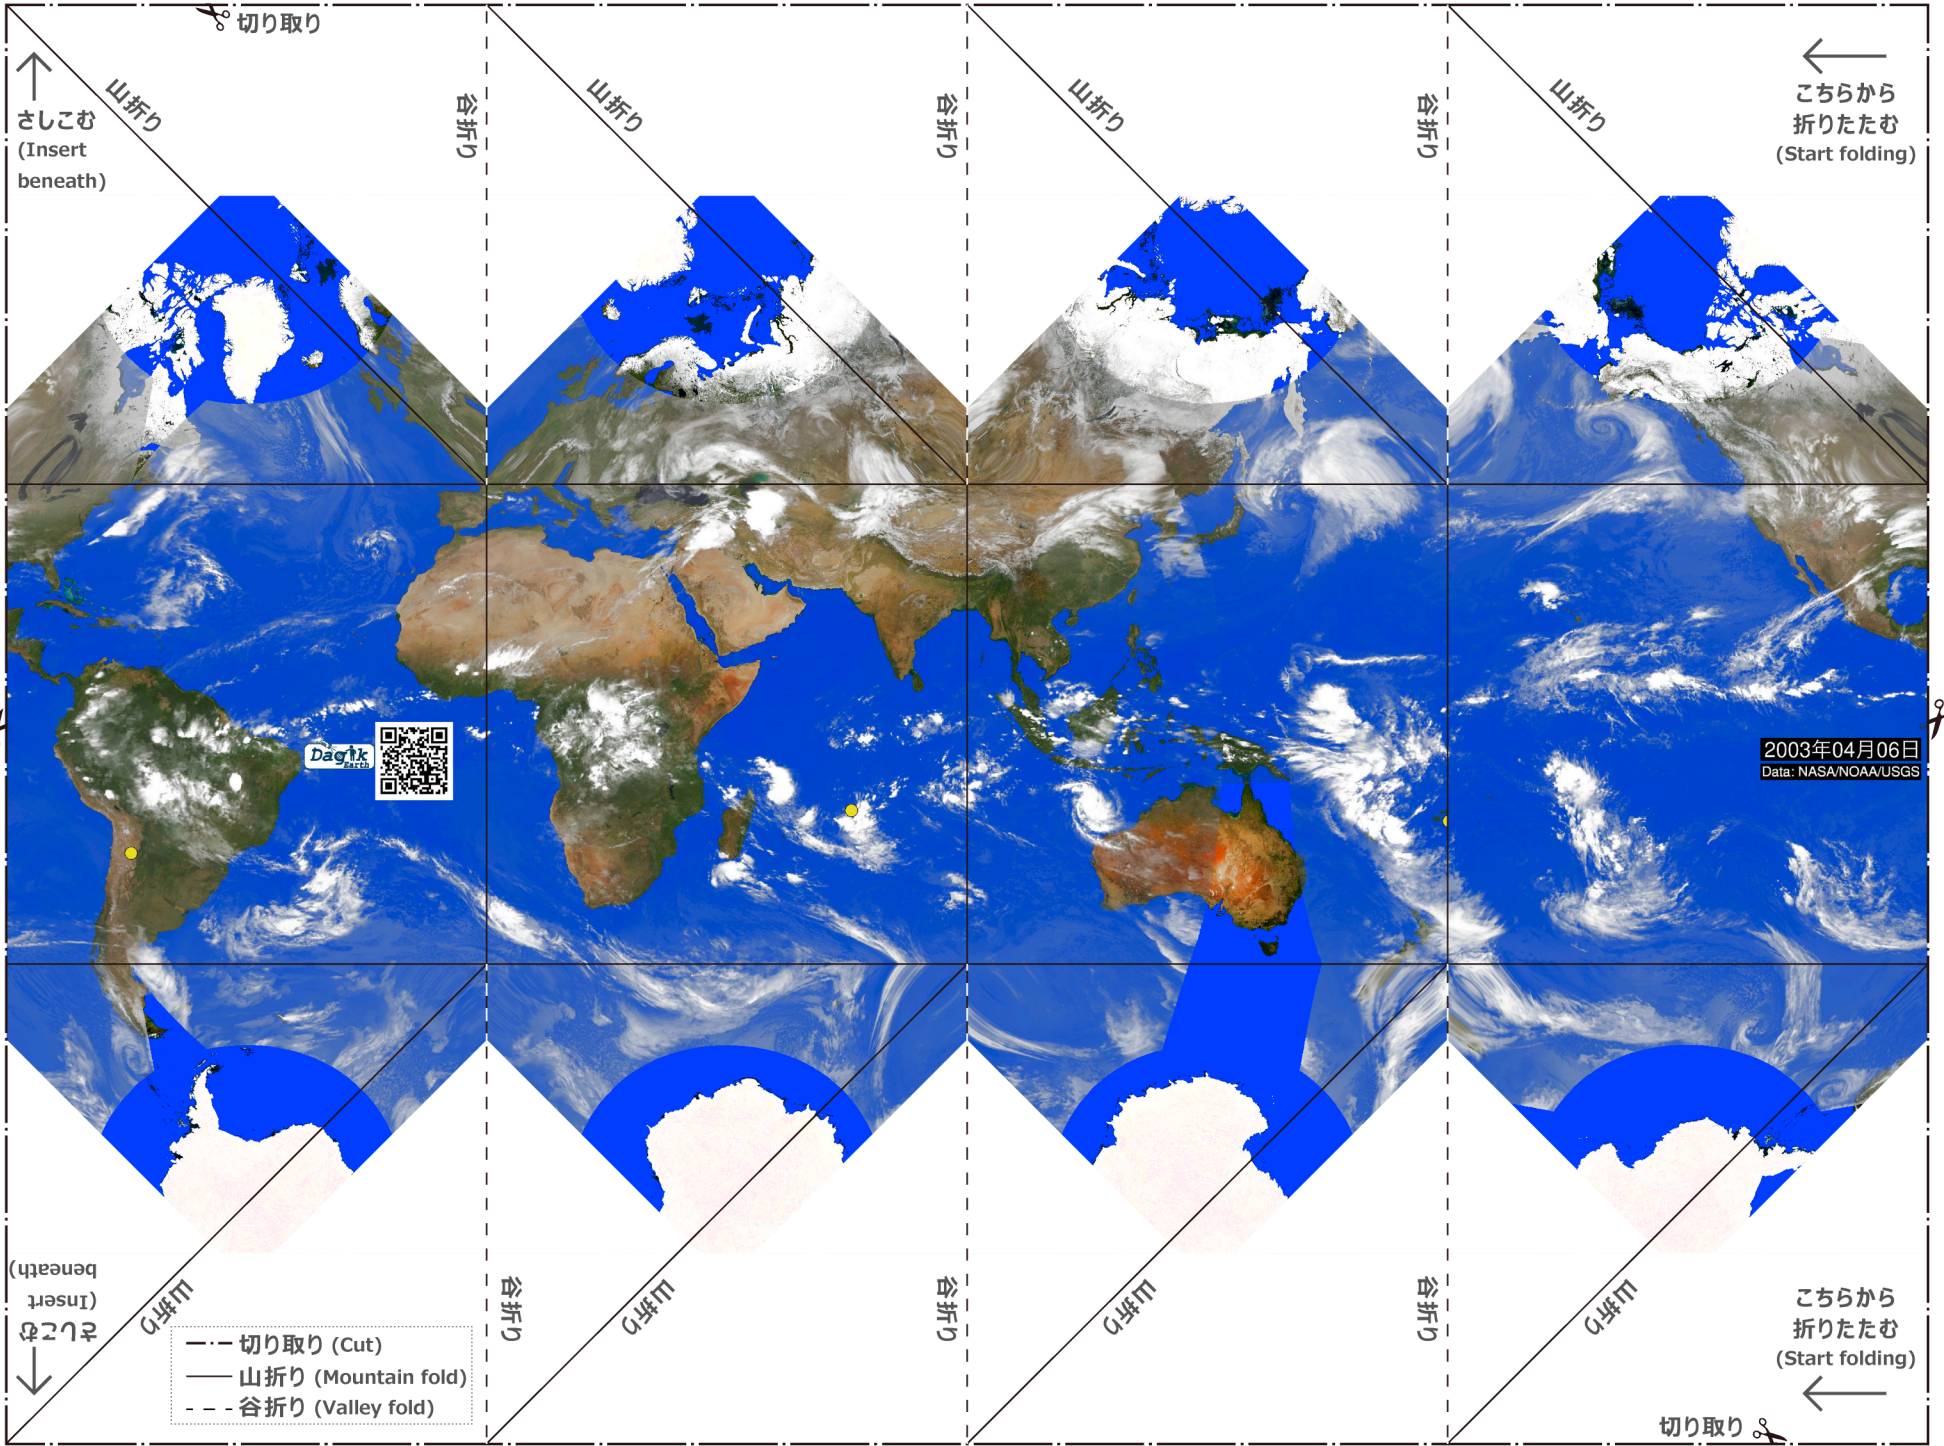 切り取り
山折り
谷折り
山折り
谷折り
山折り
谷折り
山折り
さしこむ
(Insert
beneath)
こちらから
折りたたむ
(Start folding)
Dagik
Earth
2003年04月06日
Data: NASA/NOAA/USGS
さしこむ
(Insert
beneath)
山折り
谷折り
山折り
谷折り
山折り
谷折り
山折り
切り取り (Cut)
山折り (Mountain fold)
谷折り (Valley fold)
こちらから
折りたたむ
(Start folding)
切り取り